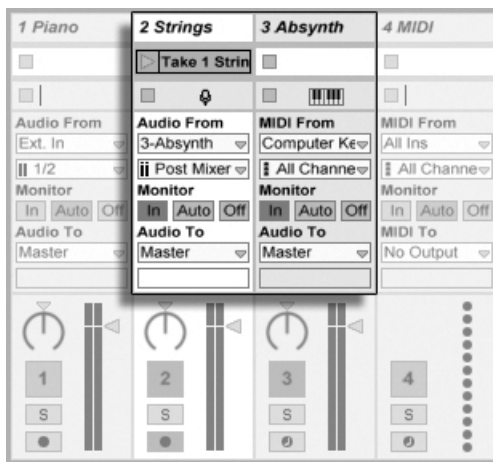 1 Piano
2 Strings
3 Absynth
4 MIDI
Take 1 Strin
Audio From
Audio From
MIDI From
MIDI From
Ext. In
3-Absynth
Computer Ke
All Ins
1/2
Post Mixer
All Channe
All Channe
Monitor
Monitor
Monitor
Monitor
In Auto Off
In Auto Off
In Auto Off
In Auto Off
Audio To
Audio To
Audio To
MIDI To
Master
Master
Master
No Output
1
2
3
4
S
S
S
S